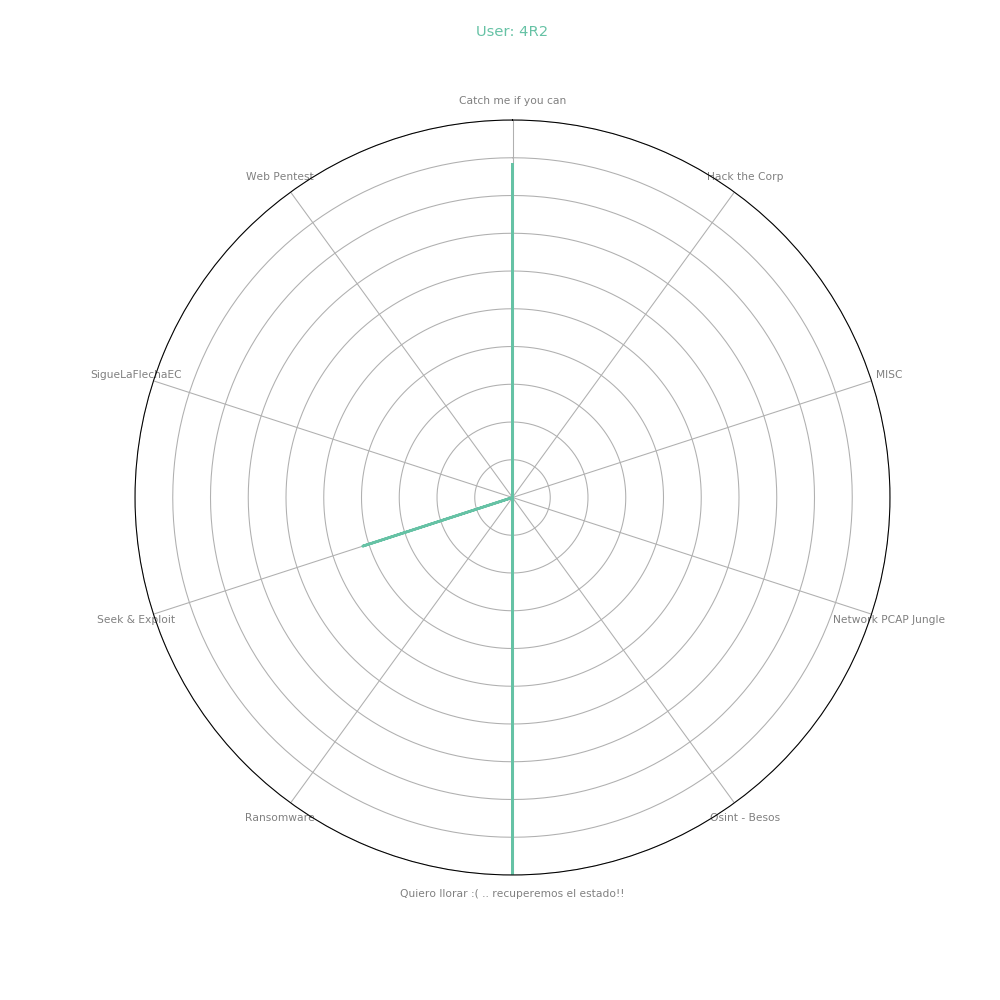 User: 4R2
Catch me if you can
Web Pentest
Hack the Corp
SigueLaFlechaEC
MISC
Seek & Exploit
Network PCAP Jungle
Ransomware
Osint - Besos
Quiero llorar :( .. recuperemos el estado!!